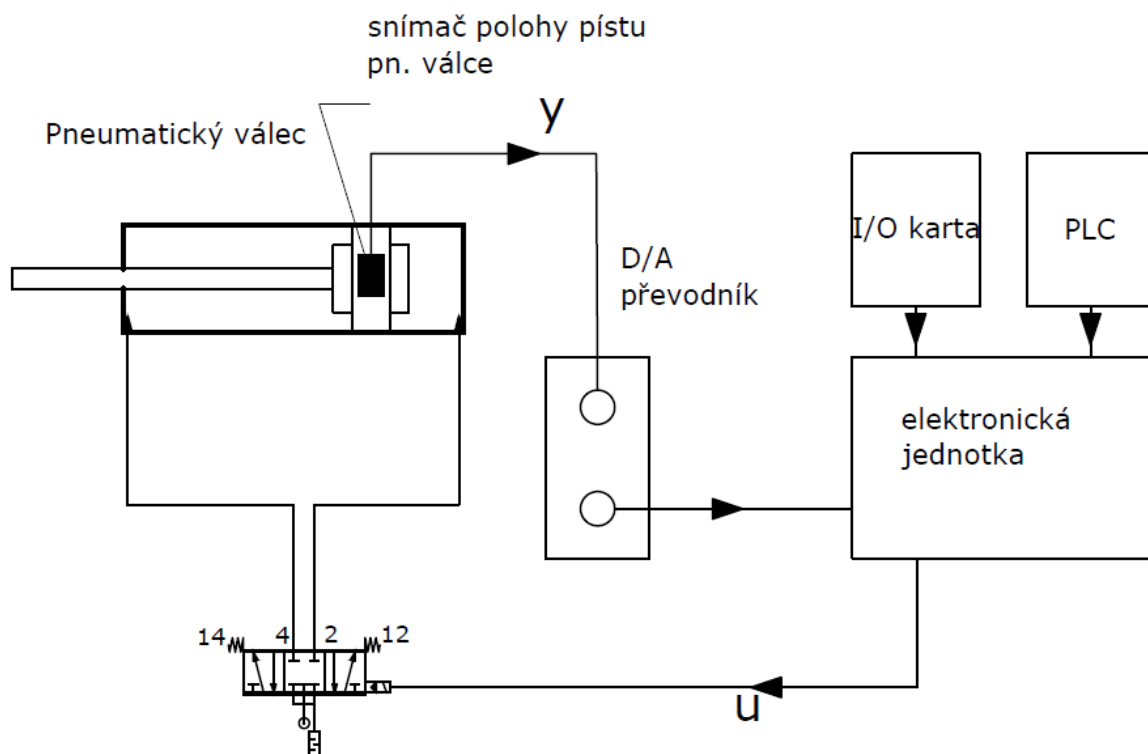 snímač polohy pístu
pn. válce
Pneumatický válec
y
I/O karta
PLC
D/A
převodník
elektronická
jednotka
14
4
2
12
u